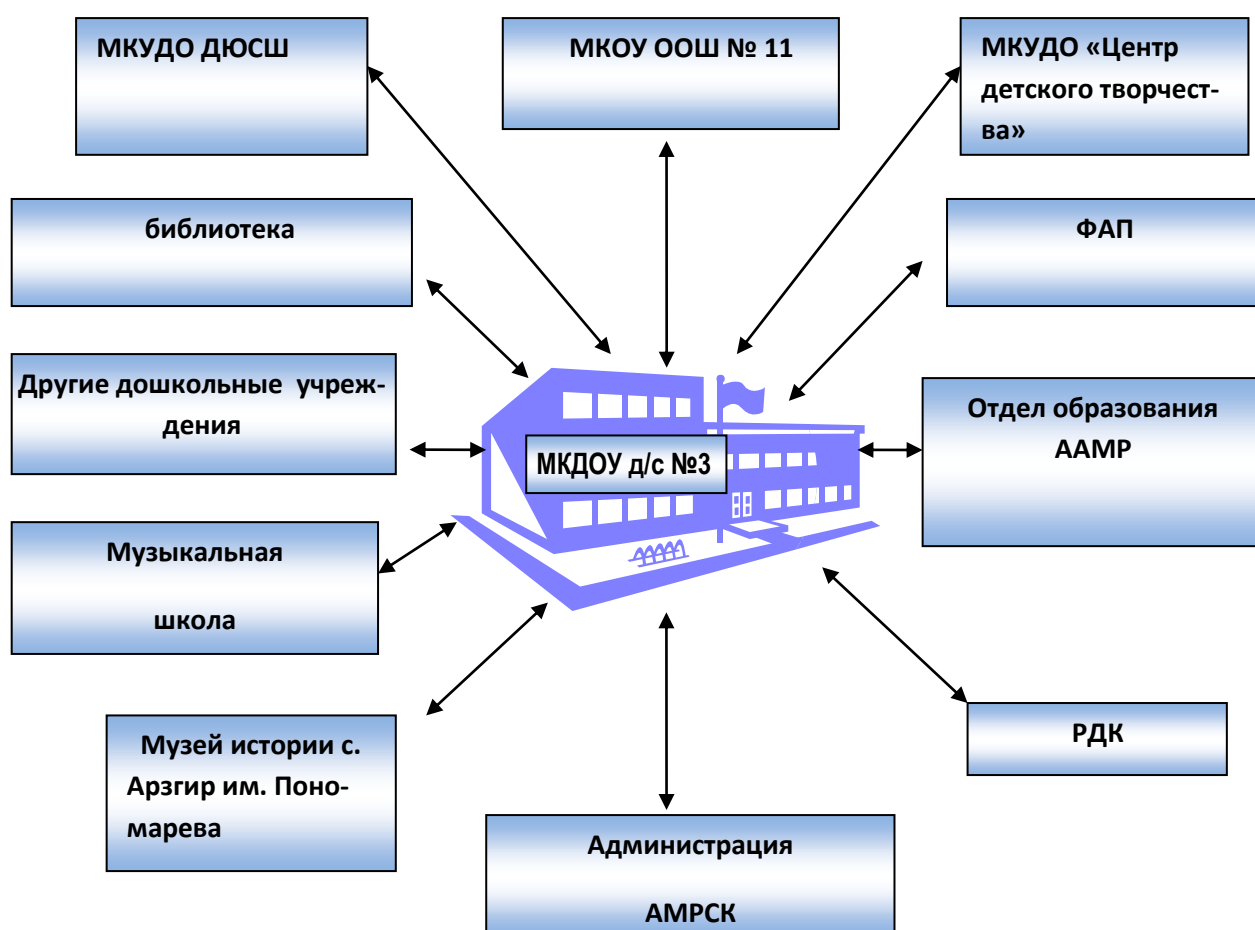 МКУДО ДЮСШ
МКОУ ООШ № 11
МКУДО «Центр
детского творчест-
ва»
библиотека
ФАП
Другие дошкольные учреж-
дения
МКДОУ д/с №3
Отдел образования
ААМР
Музыкальная
школа
Музей истории с.
Арзгир им. Поно-
марева
РДК
Администрация
АМРСК